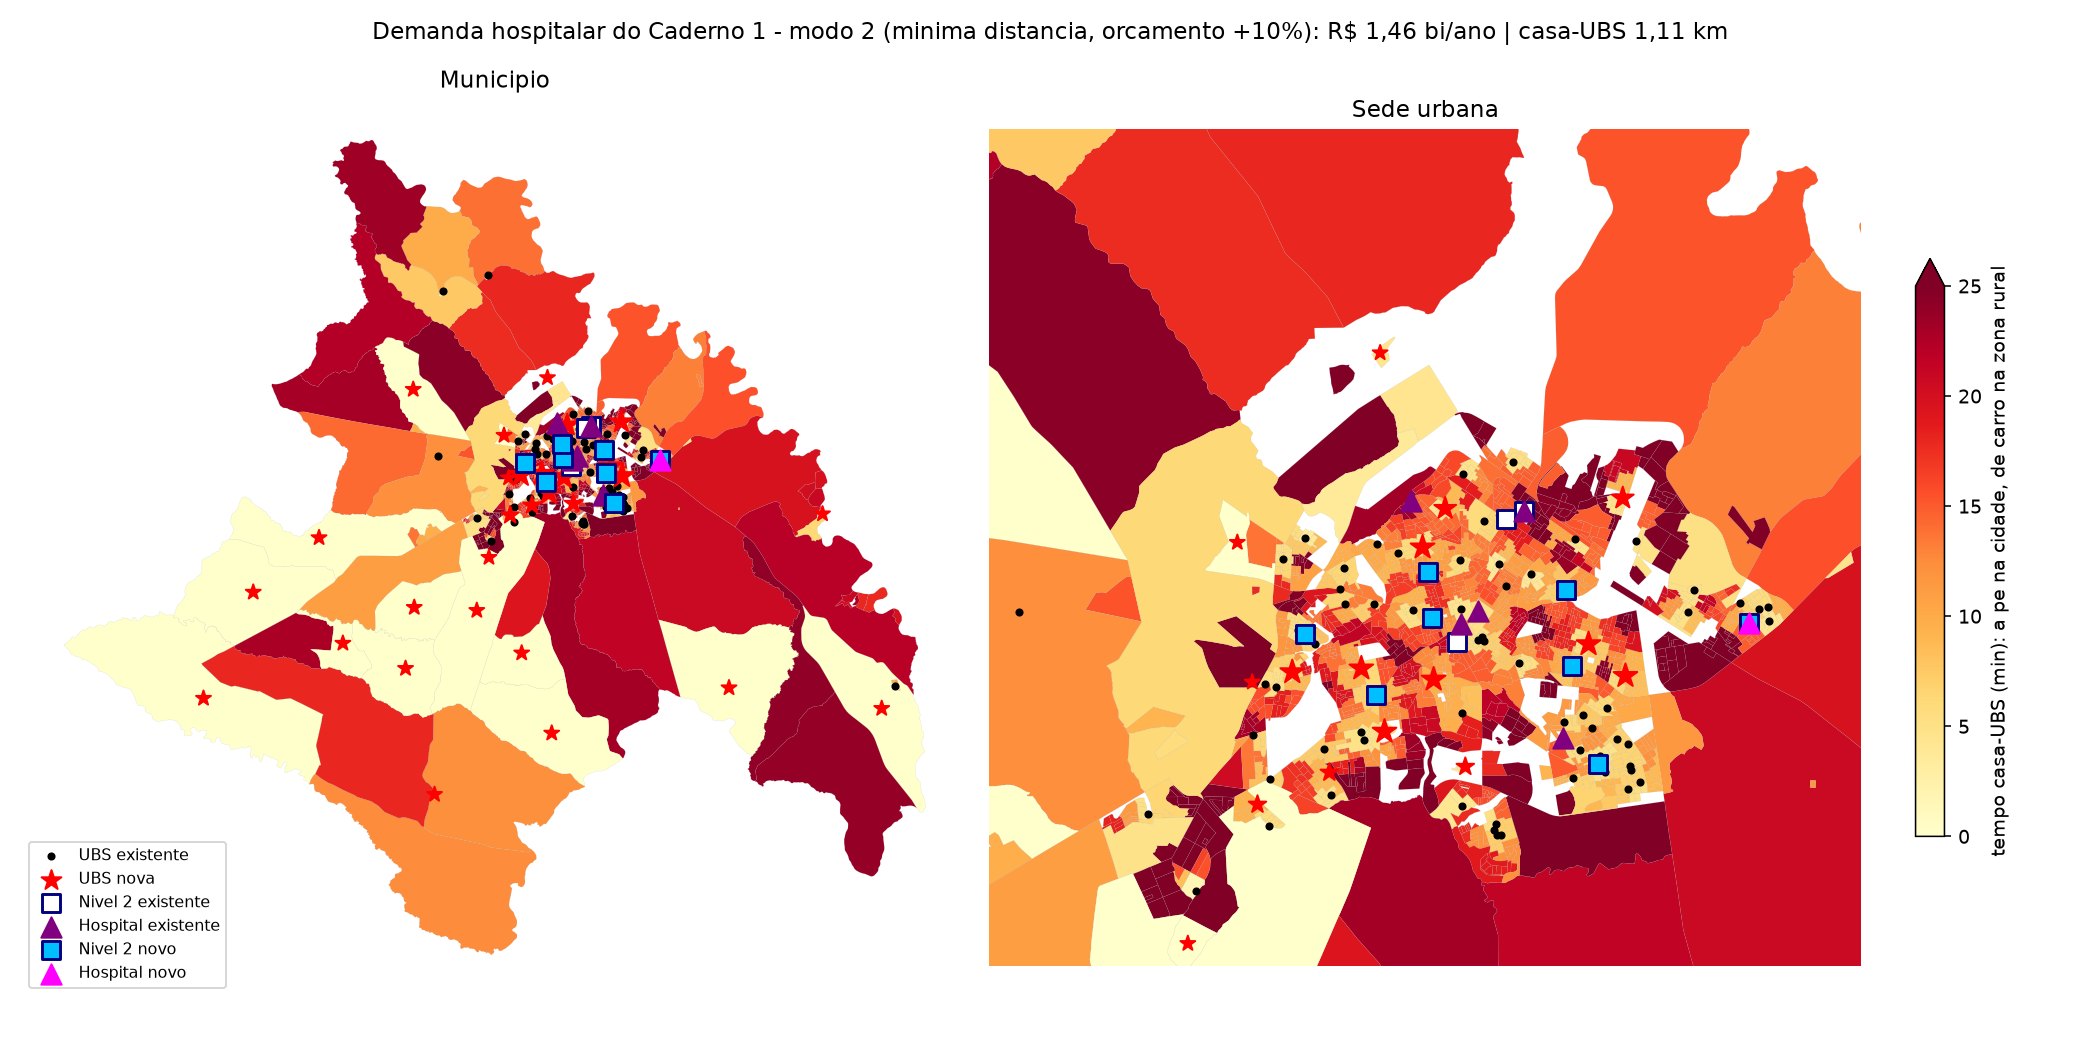 Demanda hospitalar do Caderno 1 - modo 2 (minima distancia, orcamento +10%): R$ 1,46 bi/ano | casa-UBS 1,11 km
Municipio
Sede urbana
UBS existente
UBS nova
Nivel 2 existente
Hospital existente
Nivel 2 novo
Hospital novo
25
20
15
10
5
0
tempo casa-UBS (min): a pe na cidade, de carro na zona rural